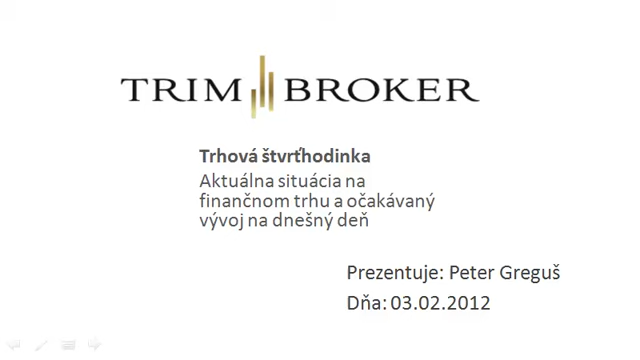 TRIM BROKER
Trhová štvrťhodinka
Aktuálna situácia na
finančnom trhu a očakávaný
vývoj na dnešný deň
Prezentuje: Peter Greguš
Dňa: 03.02.2012